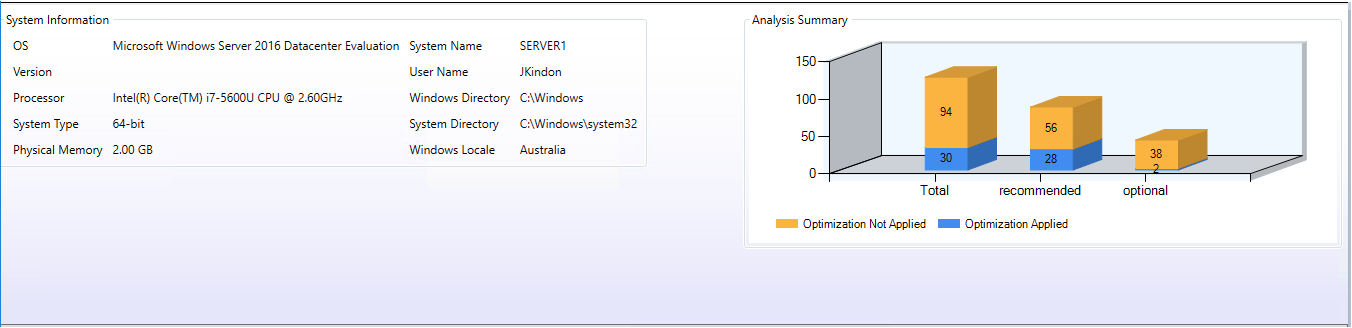 System Information
OS Microsoft Windows Server 2016 Datacenter Evaluation System Name SERVER1
Version User Name JKindon
Processor Intel(R) Core(TM) i7-5600U CPU @ 2.60GHz Windows Directory C:\Windows
System Type 64-bit System Directory C:\Windows\system32
Physical Memory 2.00 GB Windows Locale Australia
Analysis Summary
150
100
50
0
94
30
56
28
38
2
Total recommended optional
Optimization Not Applied Optimization Applied